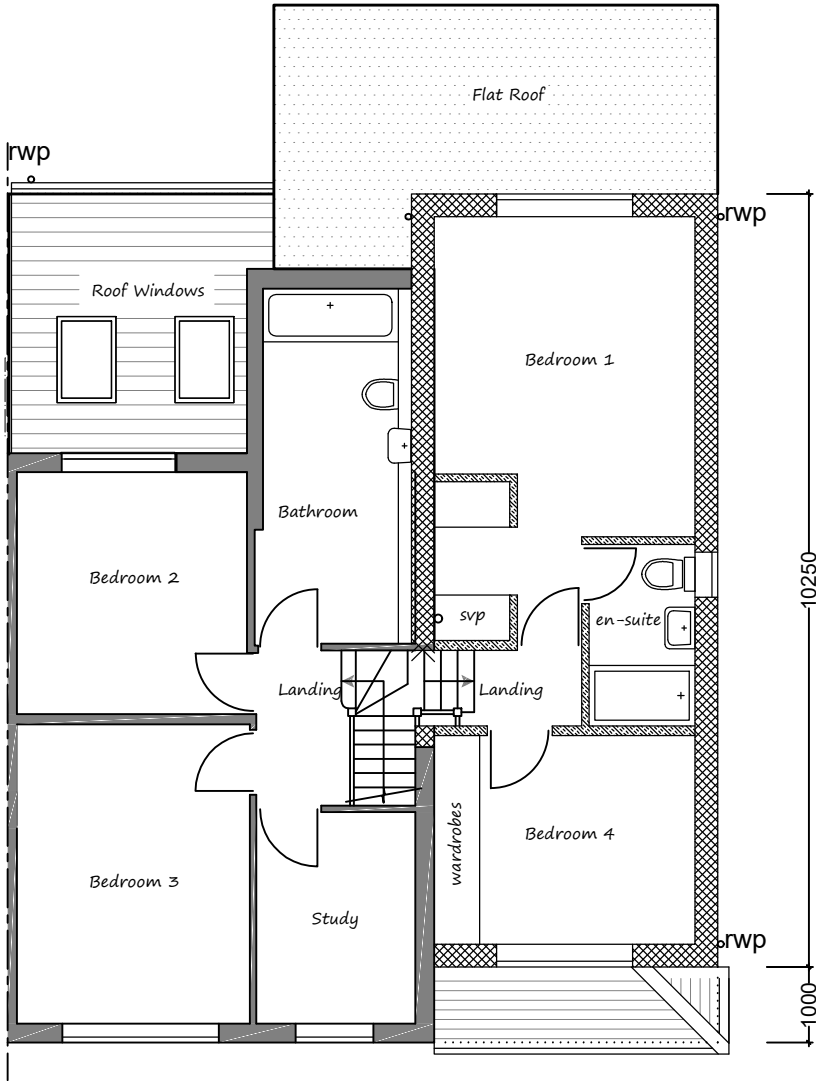 Flat Roof
rwp
rwp
Roof Windows
Bedroom 1
Bathroom
Bedroom 2
10250
svp
en-suite
Landing
Landing
wardrobes
Bedroom 4
Bedroom 3
Study
rwp
1000